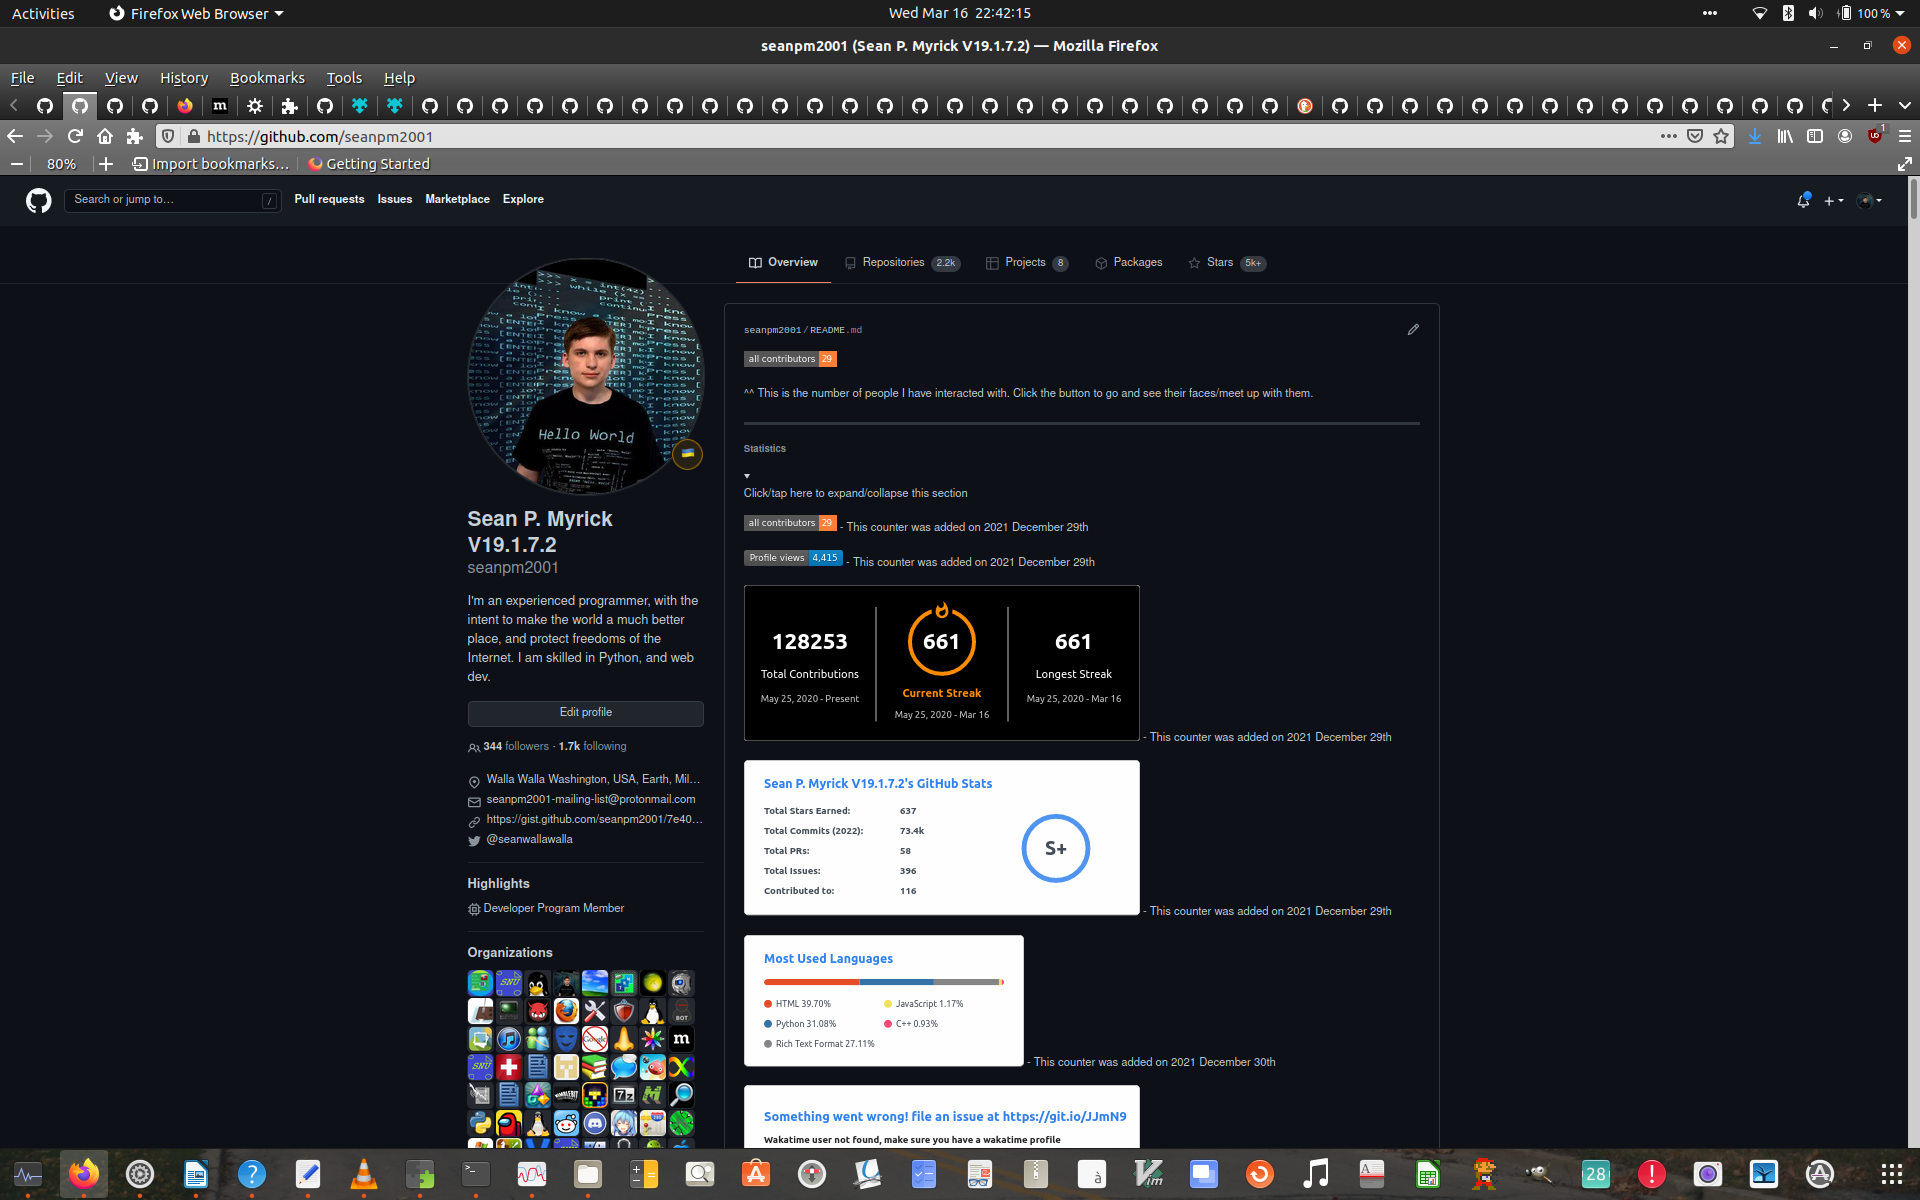 Activities
Firefox Web Browser
Wed Mar 16 22:42:15
100 %
seanpm2001 (Sean P. Myrick V19.1.7.2) — Mozilla Firefox
File Edit View History Bookmarks Tools Help
https://github.com/seanpm2001
80%
Import bookmarks...
Getting Started
Search or jump to...
/
Pull requests Issues Marketplace Explore
Overview
Repositories 2.2k
Projects 8
Packages
Stars 5k+
Hello World
Sean P. Myrick
V19.1.7.2
seanpm2001
I'm an experienced programmer, with the
intent to make the world a much better
place, and protect freedoms of the
Internet. I am skilled in Python, and web
dev.
Edit profile
344 followers · 1.7k following
Walla Walla Washington, USA, Earth, Mil...
seanpm2001-mailing-list@protonmail.com
https://gist.github.com/seanpm2001/7e40...
@seanwallawalla
Highlights
Developer Program Member
Organizations
seanpm2001/README.md
all contributors 29
^^ This is the number of people I have interacted with. Click the button to go and see their faces/meet up with them.
Statistics
Click/tap here to expand/collapse this section
all contributors 29 - This counter was added on 2021 December 29th
Profile views 4,415 - This counter was added on 2021 December 29th
128253
Total Contributions
May 25, 2020 - Present
661
Current Streak
May 25, 2020 - Mar 16
661
Longest Streak
May 25, 2020 - Mar 16
- This counter was added on 2021 December 29th
Sean P. Myrick V19.1.7.2's GitHub Stats
Total Stars Earned: 637
Total Commits (2022): 73.4k
Total PRs: 58
Total Issues: 396
Contributed to: 116
S+
- This counter was added on 2021 December 29th
Most Used Languages
HTML 39.70%
JavaScript 1.17%
Python 31.08%
C++ 0.93%
Rich Text Format 27.11%
- This counter was added on 2021 December 30th
Something went wrong! file an issue at https://git.io/JJmN9
Wakatime user not found, make sure you have a wakatime profile
28